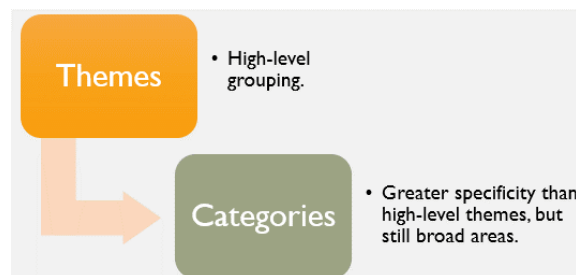 Themes
• High-level
grouping.
Categories
• Greater specificity than
high-level themes, but
still broad areas.